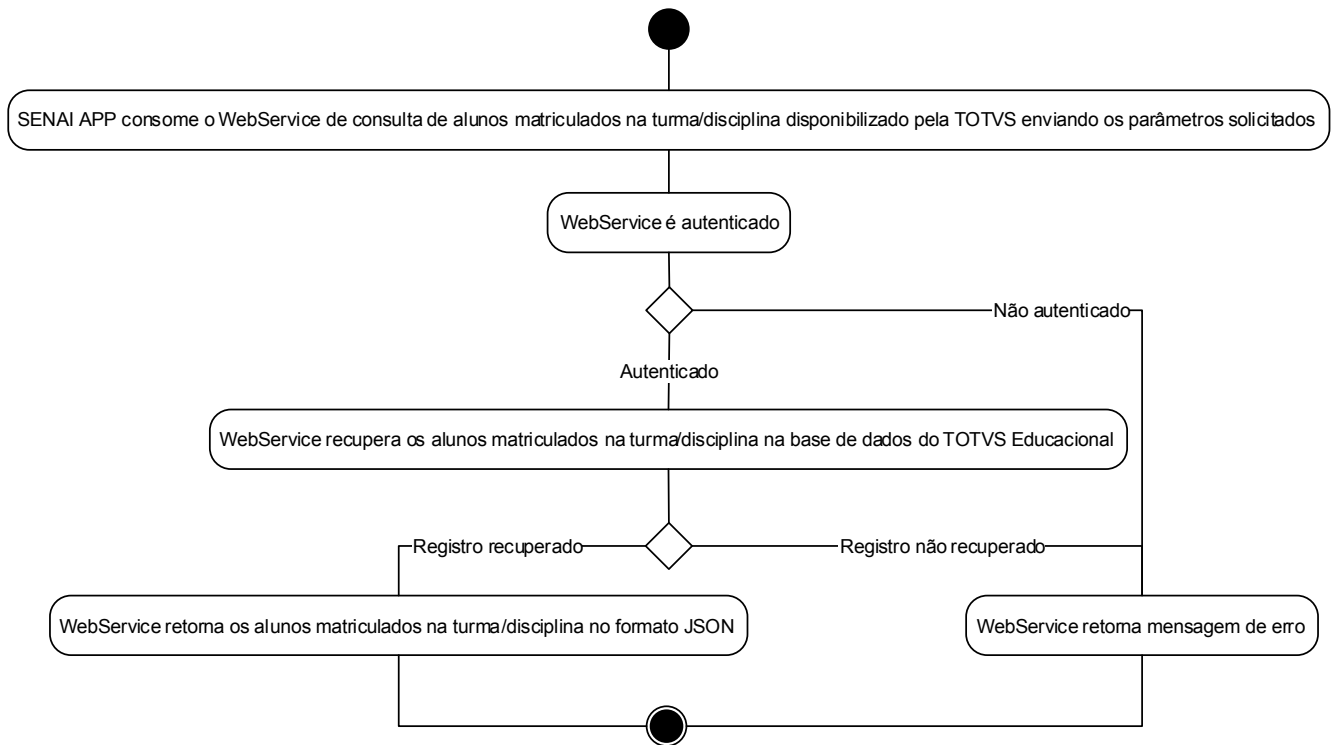 SENAI APP consome o WebService de consulta de alunos matriculados na turma/disciplina disponibilizado pela TOTVS enviando os parâmetros solicitados
WebService é autenticado
Não autenticado
Autenticado
WebService recupera os alunos matriculados na turma/disciplina na base de dados do TOTVS Educacional
Registro recuperado
Registro não recuperado
WebService retorna os alunos matriculados na turma/disciplina no formato JSON
WebService retorna mensagem de erro